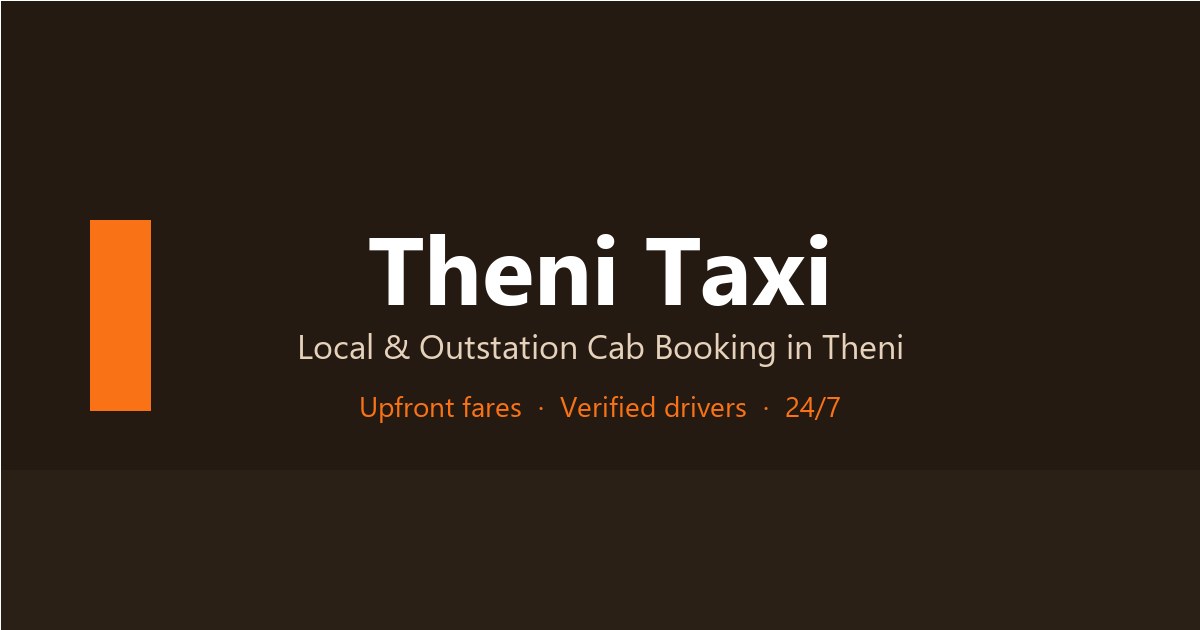 Theni Taxi
Local & Outstation Cab Booking in Theni
Upfront fares · Verified drivers · 24/7